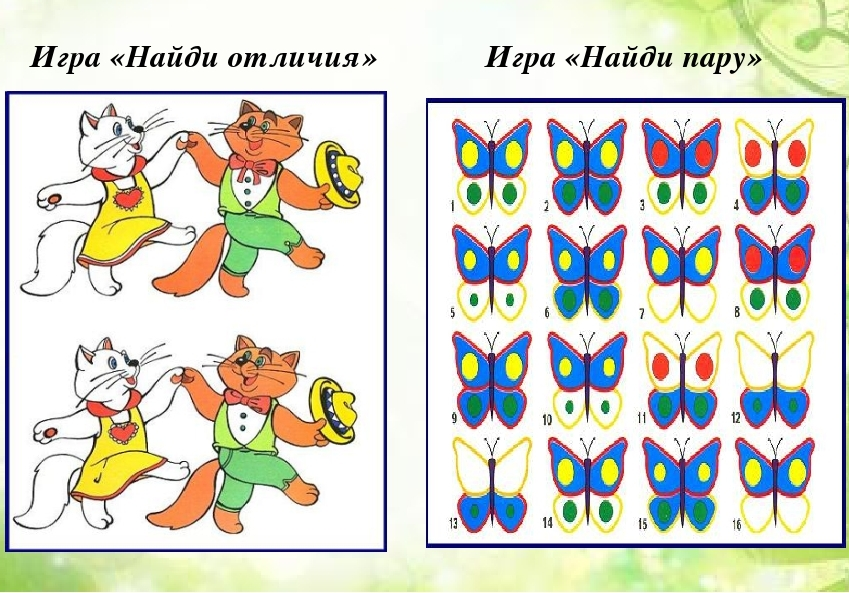 Игра «Найди отличия»
Игра «Найди пару»
1 2 3 4
5 6 7 8
9 10 11 12
13 14 15 16